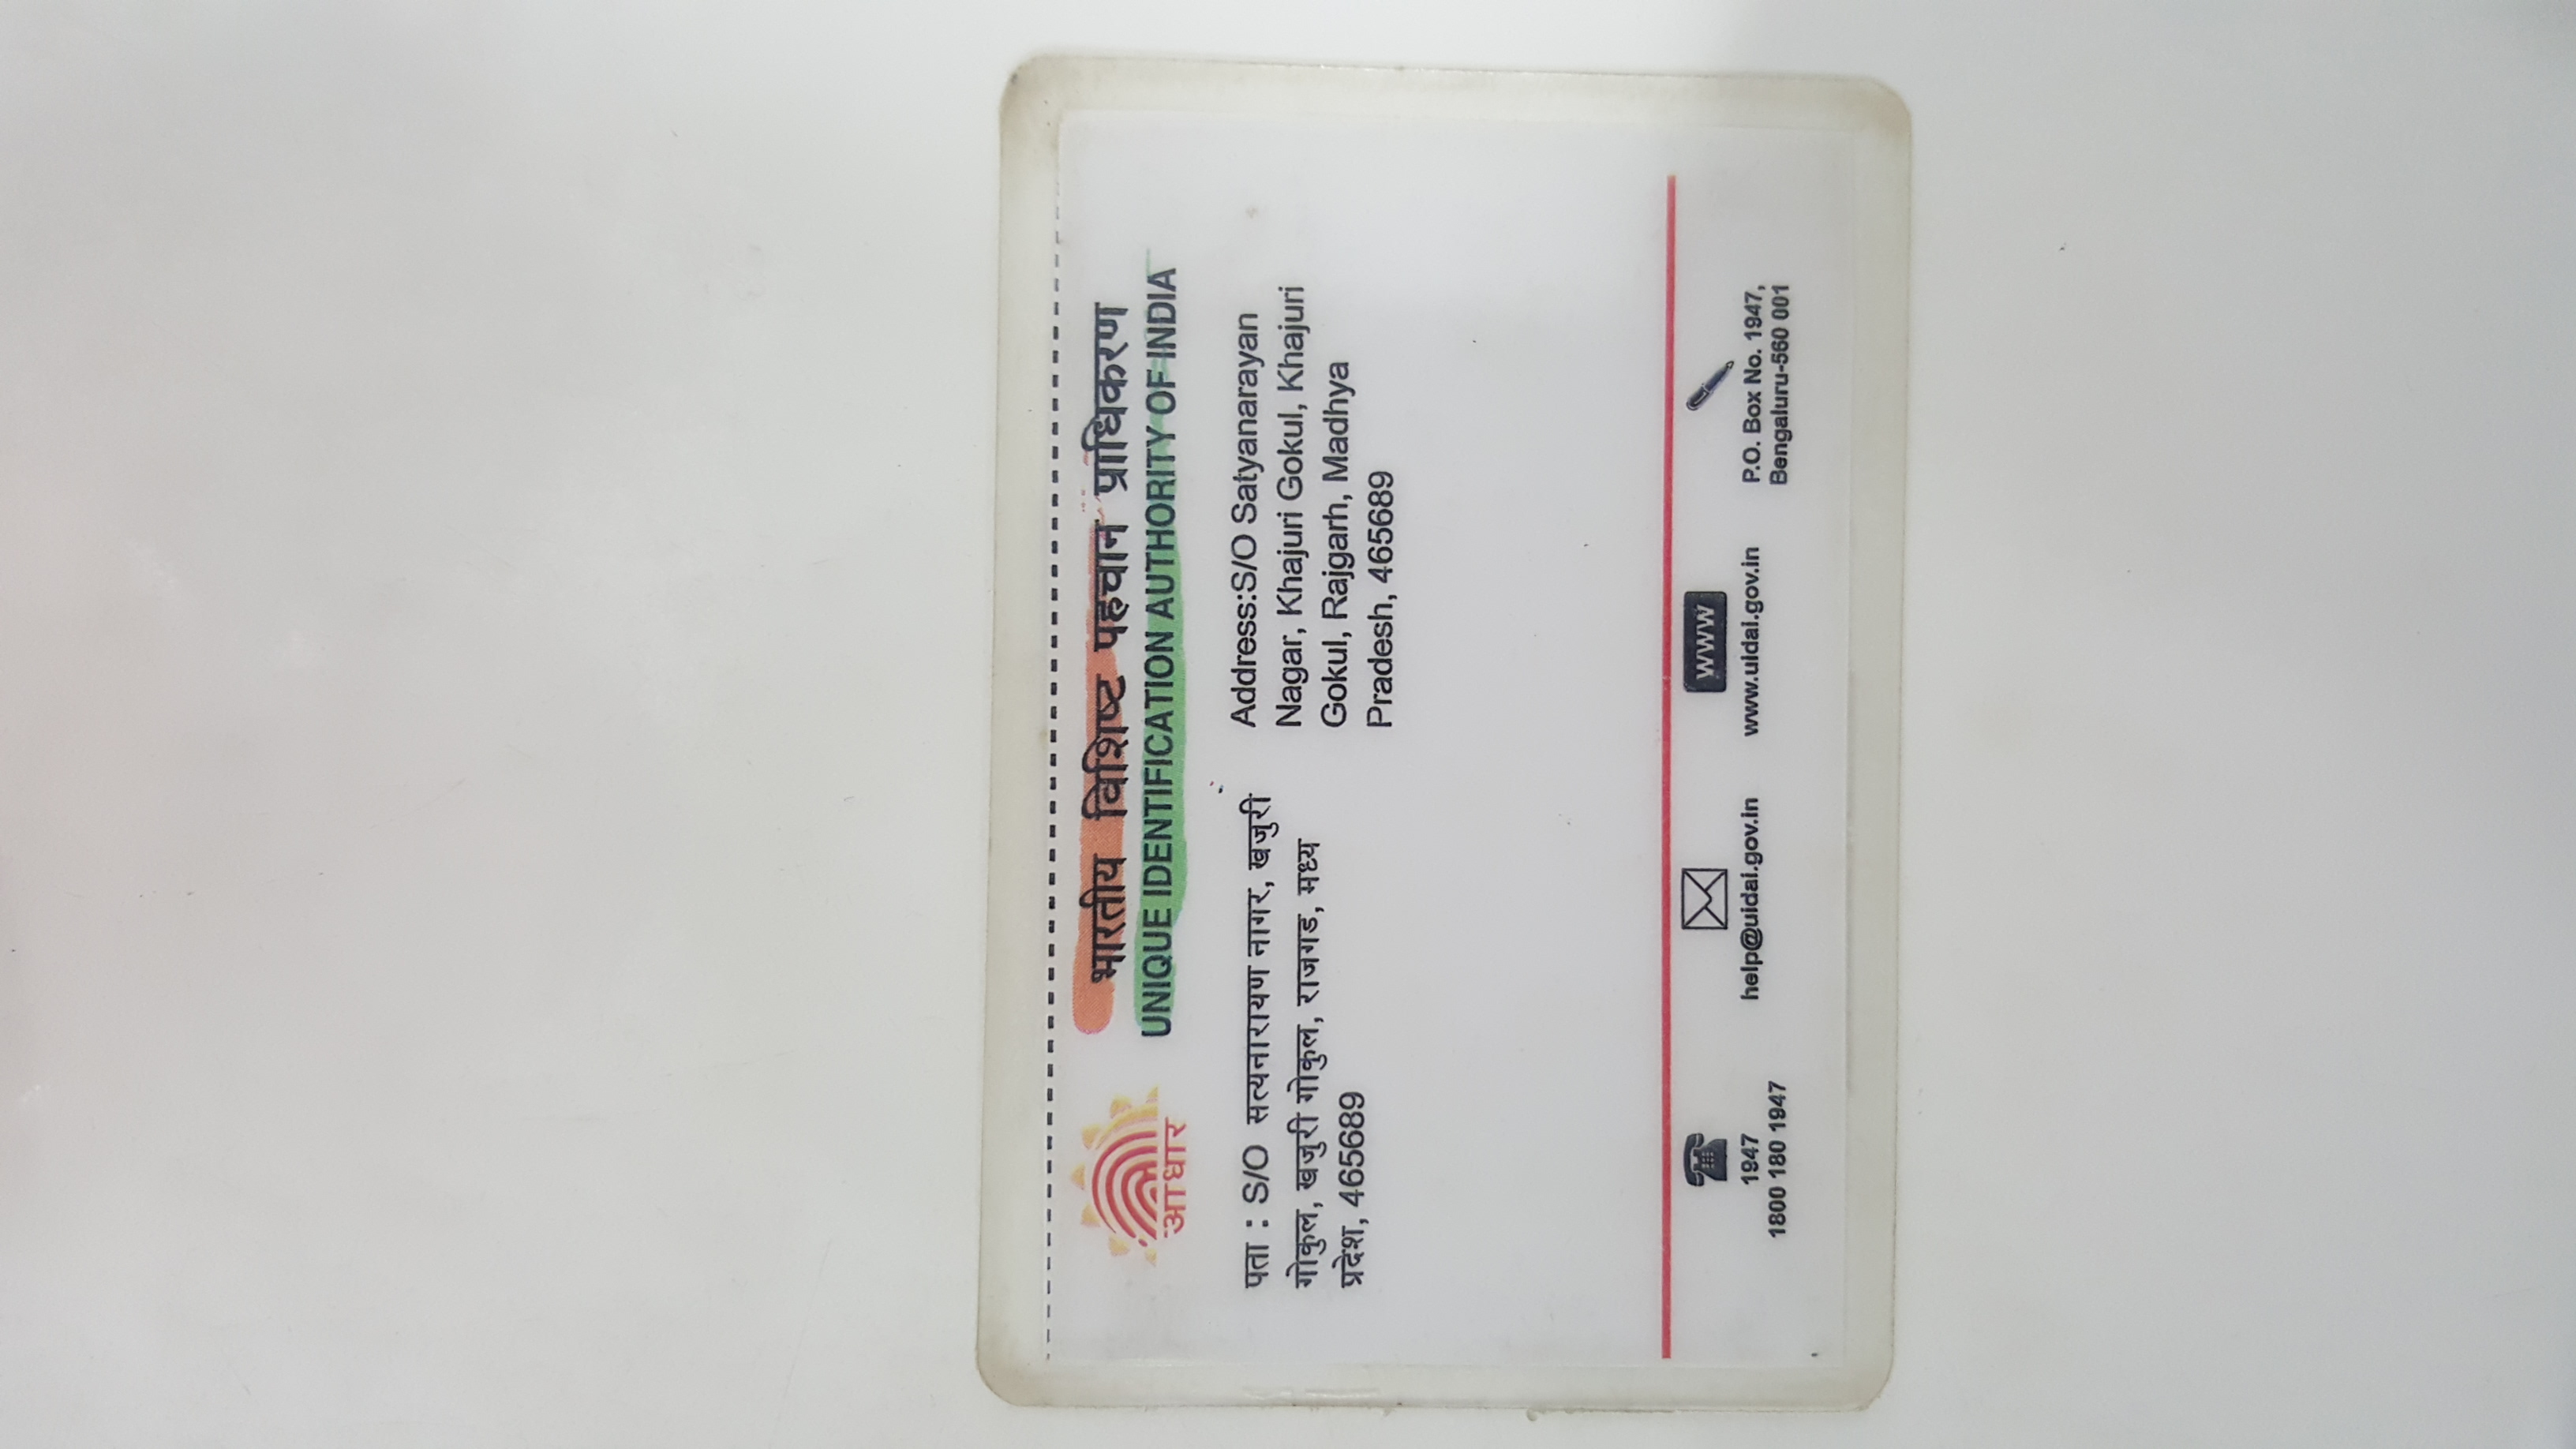 भारतीय विशिष्ट पहचान प्राधिकरण
UNIQUE IDENTIFICATION AUTHORITY OF INDIA
आधार
पता : S/O सत्यनारायण नागर, खजुरी
गोकुल, खजुरी गोकुल, राजगड, मध्य
प्रदेश, 465689
Address:S/O Satyanarayan
Nagar, Khajuri Gokul, Khajuri
Gokul, Rajgarh, Madhya
Pradesh, 465689
1947
1800 180 1947
help@uidai.gov.in
www
www.uidai.gov.in
P.O. Box No. 1947,
Bengaluru-560 001